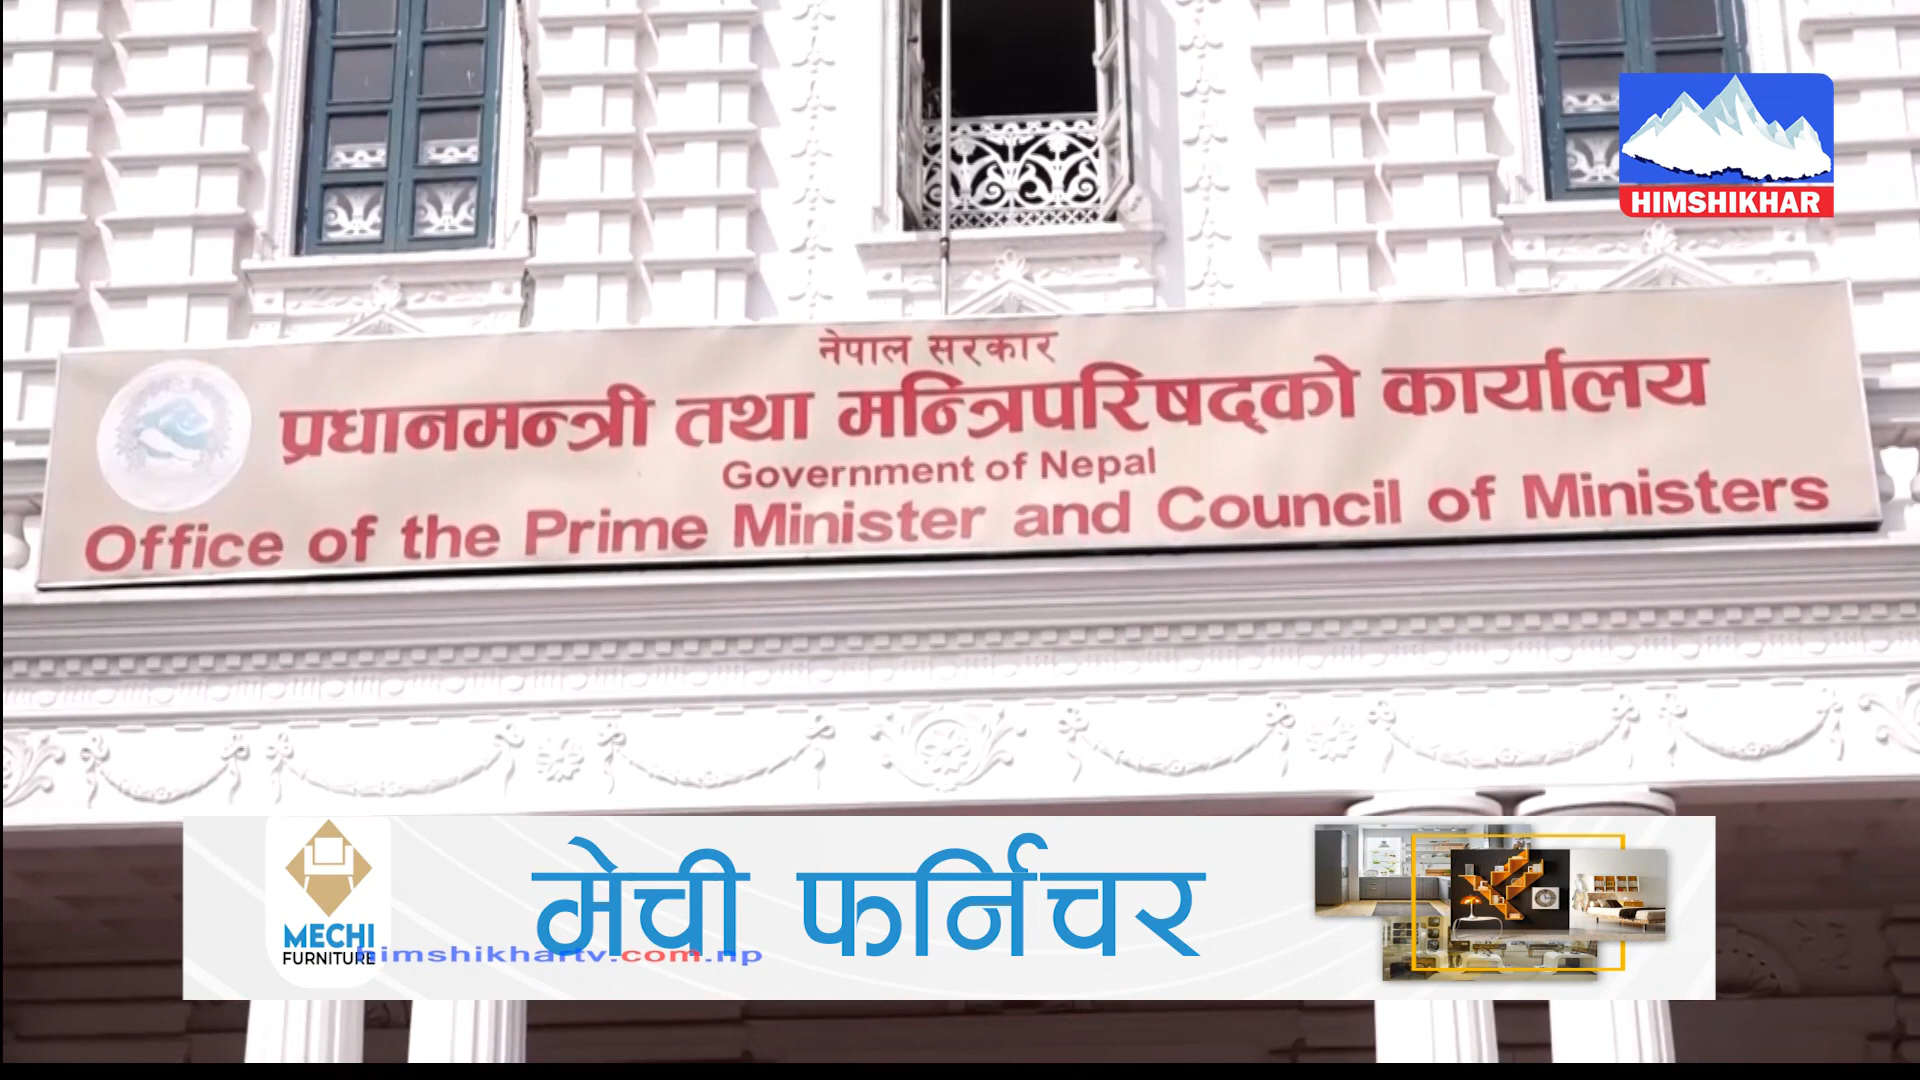 HIMSHIKHAR
नेपाल सरकार
प्रधानमन्त्री तथा मन्त्रिपरिषद्को कार्यालय
Government of Nepal
Office of the Prime Minister and Council of Ministers
मेची फर्निचर
MECHI
FURNITURE
himshikhartv.com.np